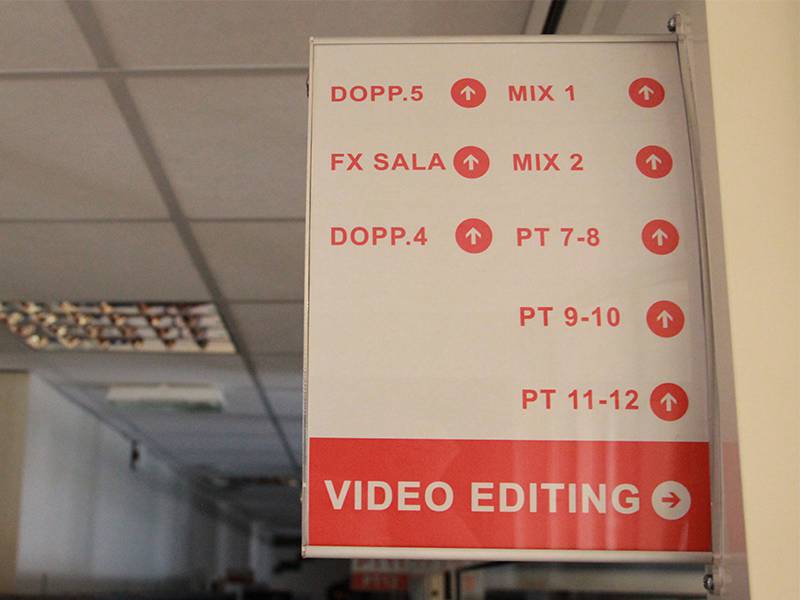 DOPP.5 MIX 1
FX SALA MIX 2
DOPP.4 PT 7-8
PT 9-10
PT 11-12
VIDEO EDITING